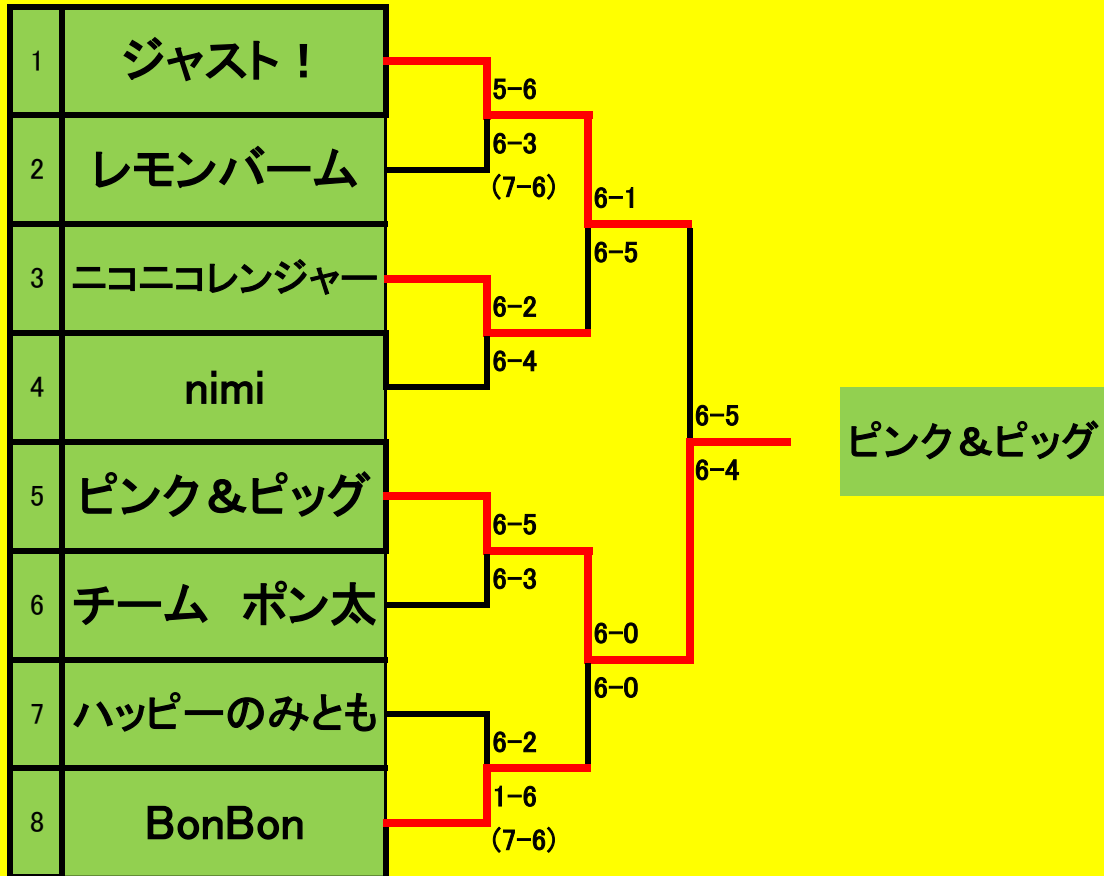 1 ジャスト！
5-6
6-3
2 レモンバーム
(7-6)
6-1
6-5
3 ニコニコレンジャー
6-2
6-4
4 nimi
6-5
ピンク＆ピッグ
6-4
5 ピンク＆ピッグ
6-5
6-3
6 チーム　ポン太
6-0
6-0
7 ハッピーのみとも
6-2
1-6
8 BonBon
(7-6)